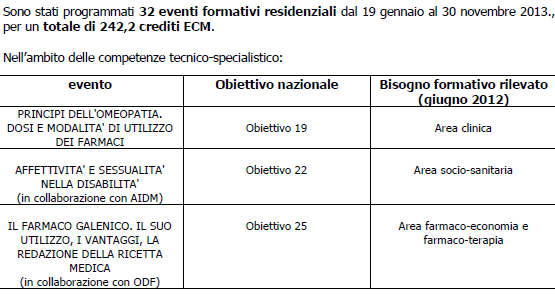 Sono stati programmati 32 eventi formativi residenziali dal 19 gennaio al 30 novembre 2013.,
per un totale di 242,2 crediti ECM.
Nell'ambito delle competenze tecnico-specialistico:
evento
Obiettivo nazionale
Bisogno formativo rilevato
(giugno 2012)
PRINCIPI DELL'OMEOPATIA.
DOSI E MODALITA' DI UTILIZZO
DEI FARMACI
Obiettivo 19
Area clinica
AFFETTIVITA' E SESSUALITA'
NELLA DISABILITA'
(in collaborazione con AIDM)
Obiettivo 22
Area socio-sanitaria
IL FARMACO GALENICO. IL SUO
UTILIZZO, I VANTAGGI, LA
REDAZIONE DELLA RICETTA
MEDICA
(in collaborazione con ODF)
Obiettivo 25
Area farmaco-economia e
farmaco-terapia